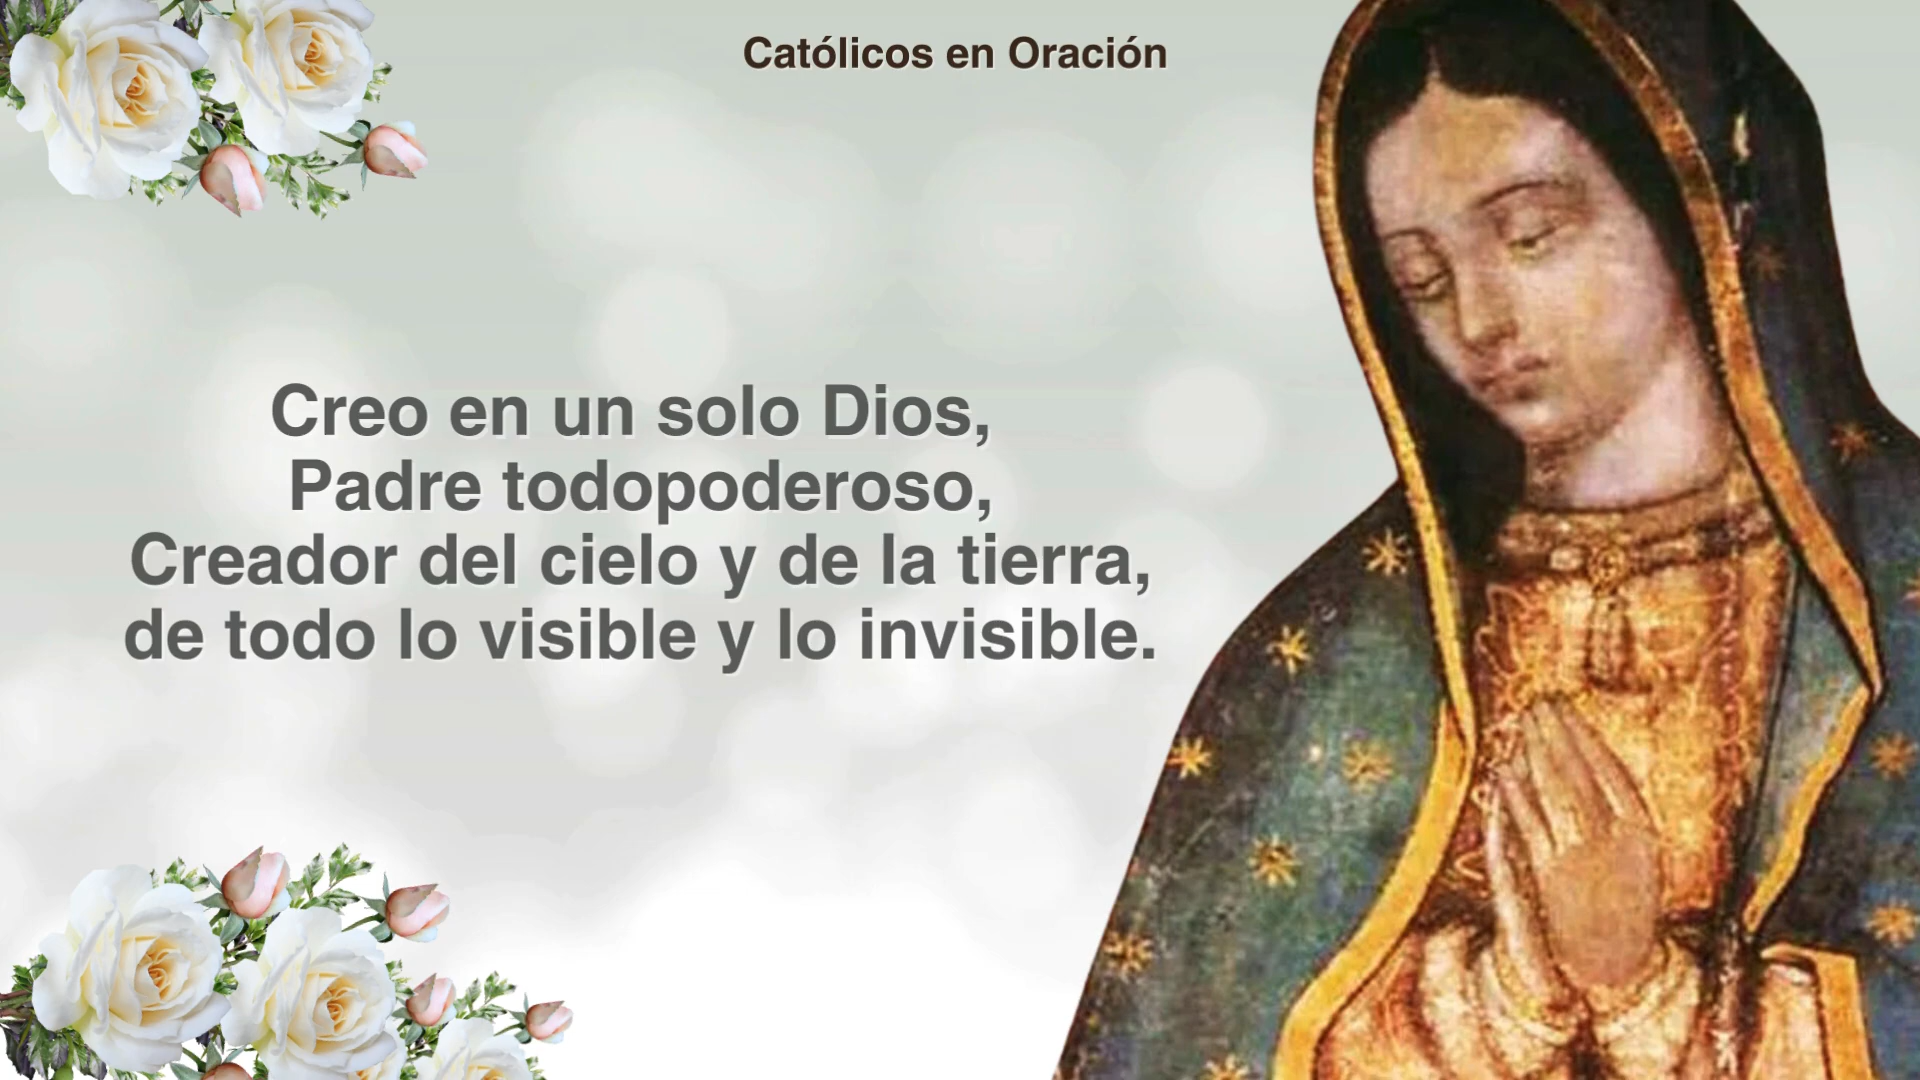 Católicos en Oración
Creo en un solo Dios,
Padre todopoderoso,
Creador del cielo y de la tierra,
de todo lo visible y lo invisible.